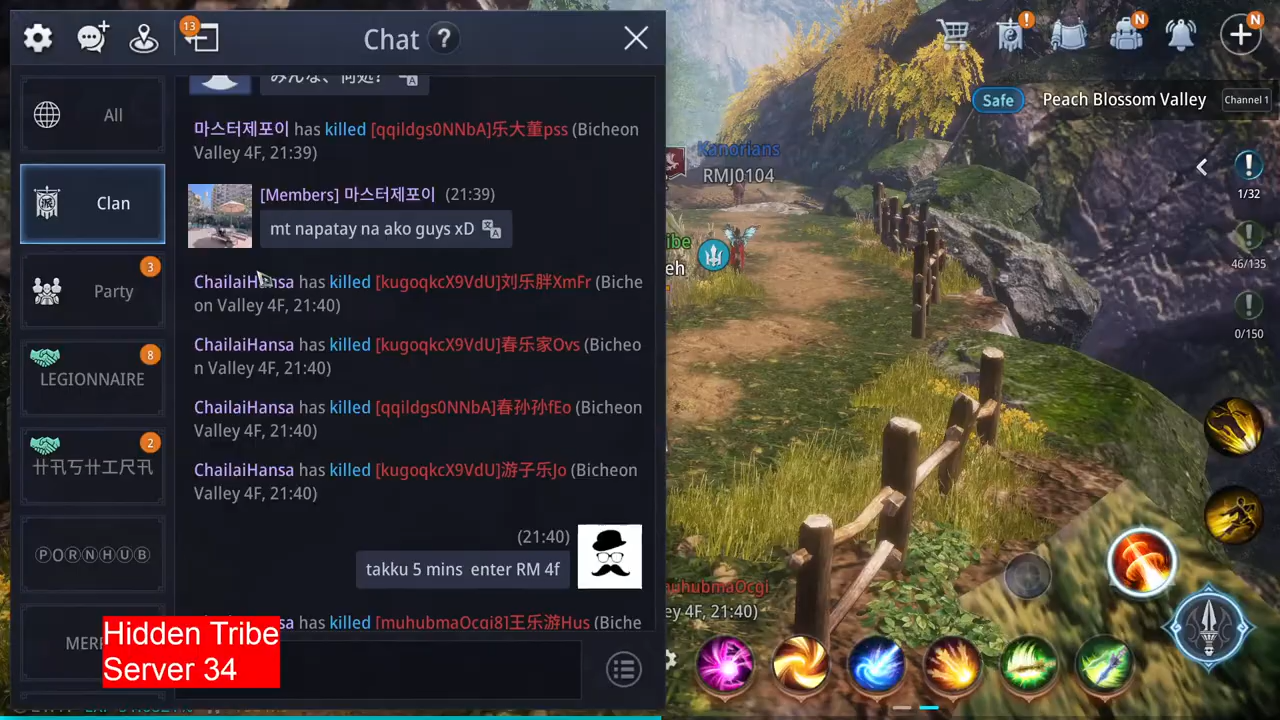 13
Chat ?
All
Clan
Party
3
LEGIONNAIRE
8
卄卂丂卄工尺卂
2
ⓅⓄⓇⓃⒽⓊⒷ
MER
みんな、何処?
마스터제포이 has killed [qqildgs0NNbA]乐大董pss (Bicheon
Valley 4F, 21:39)
[Members] 마스터제포이 (21:39)
mt napatay na ako guys xD
ChailaiHansa has killed [kugoqkcX9VdU]刘乐胖XmFr (Biche
on Valley 4F, 21:40)
ChailaiHansa has killed [kugoqkcX9VdU]春乐家Ovs (Bicheo
n Valley 4F, 21:40)
ChailaiHansa has killed [qqildgs0NNbA]春孙孙fEo (Bicheon
Valley 4F, 21:40)
ChailaiHansa has killed [kugoqkcX9VdU]游子乐Jo (Bicheon
Valley 4F, 21:40)
(21:40)
takku 5 mins enter RM 4f
has killed [muhubmaOcgi8]王乐游Hus (Biche
Hidden Tribe
Server 34
N
N
Safe Peach Blossom Valley Channel 1
Kanorians
RMJ0104
ibe
eh
1/32
46/135
0/150
muhubmaOcgi
ey 4F, 21:40)